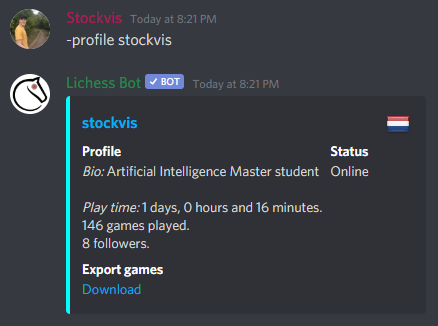 Stockvis Today at 8:21 PM
-profile stockvis
Lichess Bot BOT Today at 8:21 PM
stockvis
Profile Status
Bio: Artificial Intelligence Master student Online
Play time: 1 days, 0 hours and 16 minutes.
146 games played.
8 followers.
Export games
Download